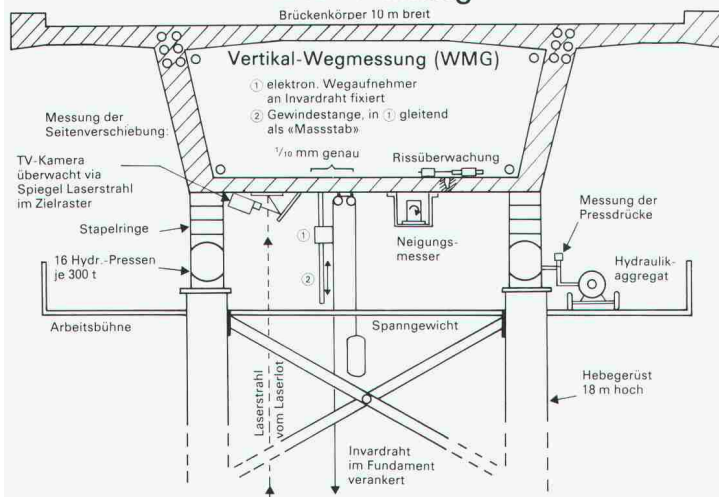 Brückenkörper 10 m breit
Vertikal-Wegmessung (WMG)
① elektron. Wegaufnehmer
an Invardraht fixiert
② Gewindestange, in ① gleitend
als «Massstab»
¹/₁₀ mm genau
Rissüberwachung
Messung der
Seitenverschiebung:
TV-Kamera
überwacht via
Spiegel Laserstrahl
im Zielraster
Stapelringe
16 Hydr.-Pressen
je 300 t
①
②
Neigungs-
messer
Messung der
Pressdrücke
Hydraulik-
aggregat
Arbeitsbühne
Spanngewicht
Laserstrahl
vom Laserlot
Invardraht
im Fundament
verankert
Hebegerüst
18 m hoch